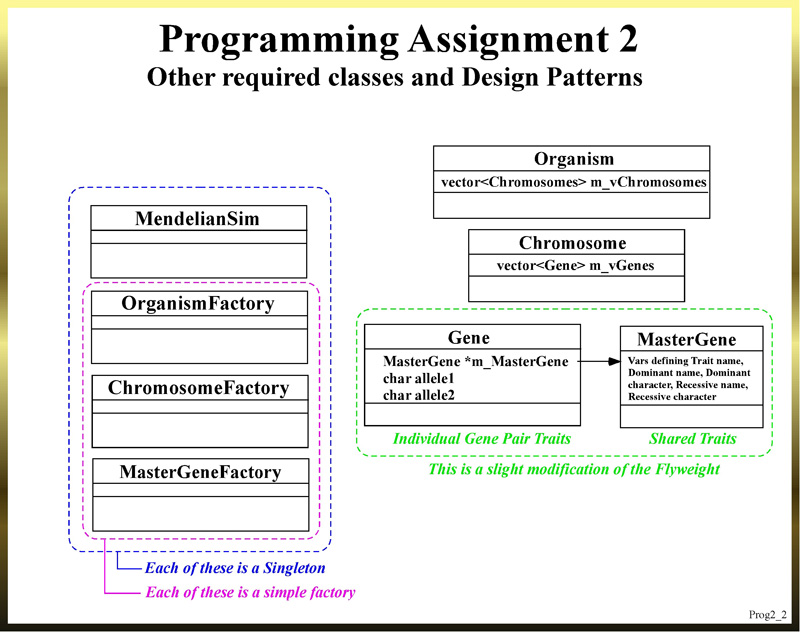 Programming Assignment 2
Other required classes and Design Patterns
MendelianSim
OrganismFactory
ChromosomeFactory
MasterGeneFactory
Each of these is a Singleton
Each of these is a simple factory
Organism
vector<Chromosomes> m_vChromosomes
Chromosome
vector<Gene> m_vGenes
Gene
MasterGene *m_MasterGene
char allele1
char allele2
MasterGene
Vars defining Trait name,
Dominant name, Dominant
character, Recessive name,
Recessive character
Individual Gene Pair Traits
Shared Traits
This is a slight modification of the Flyweight
Prog2_2